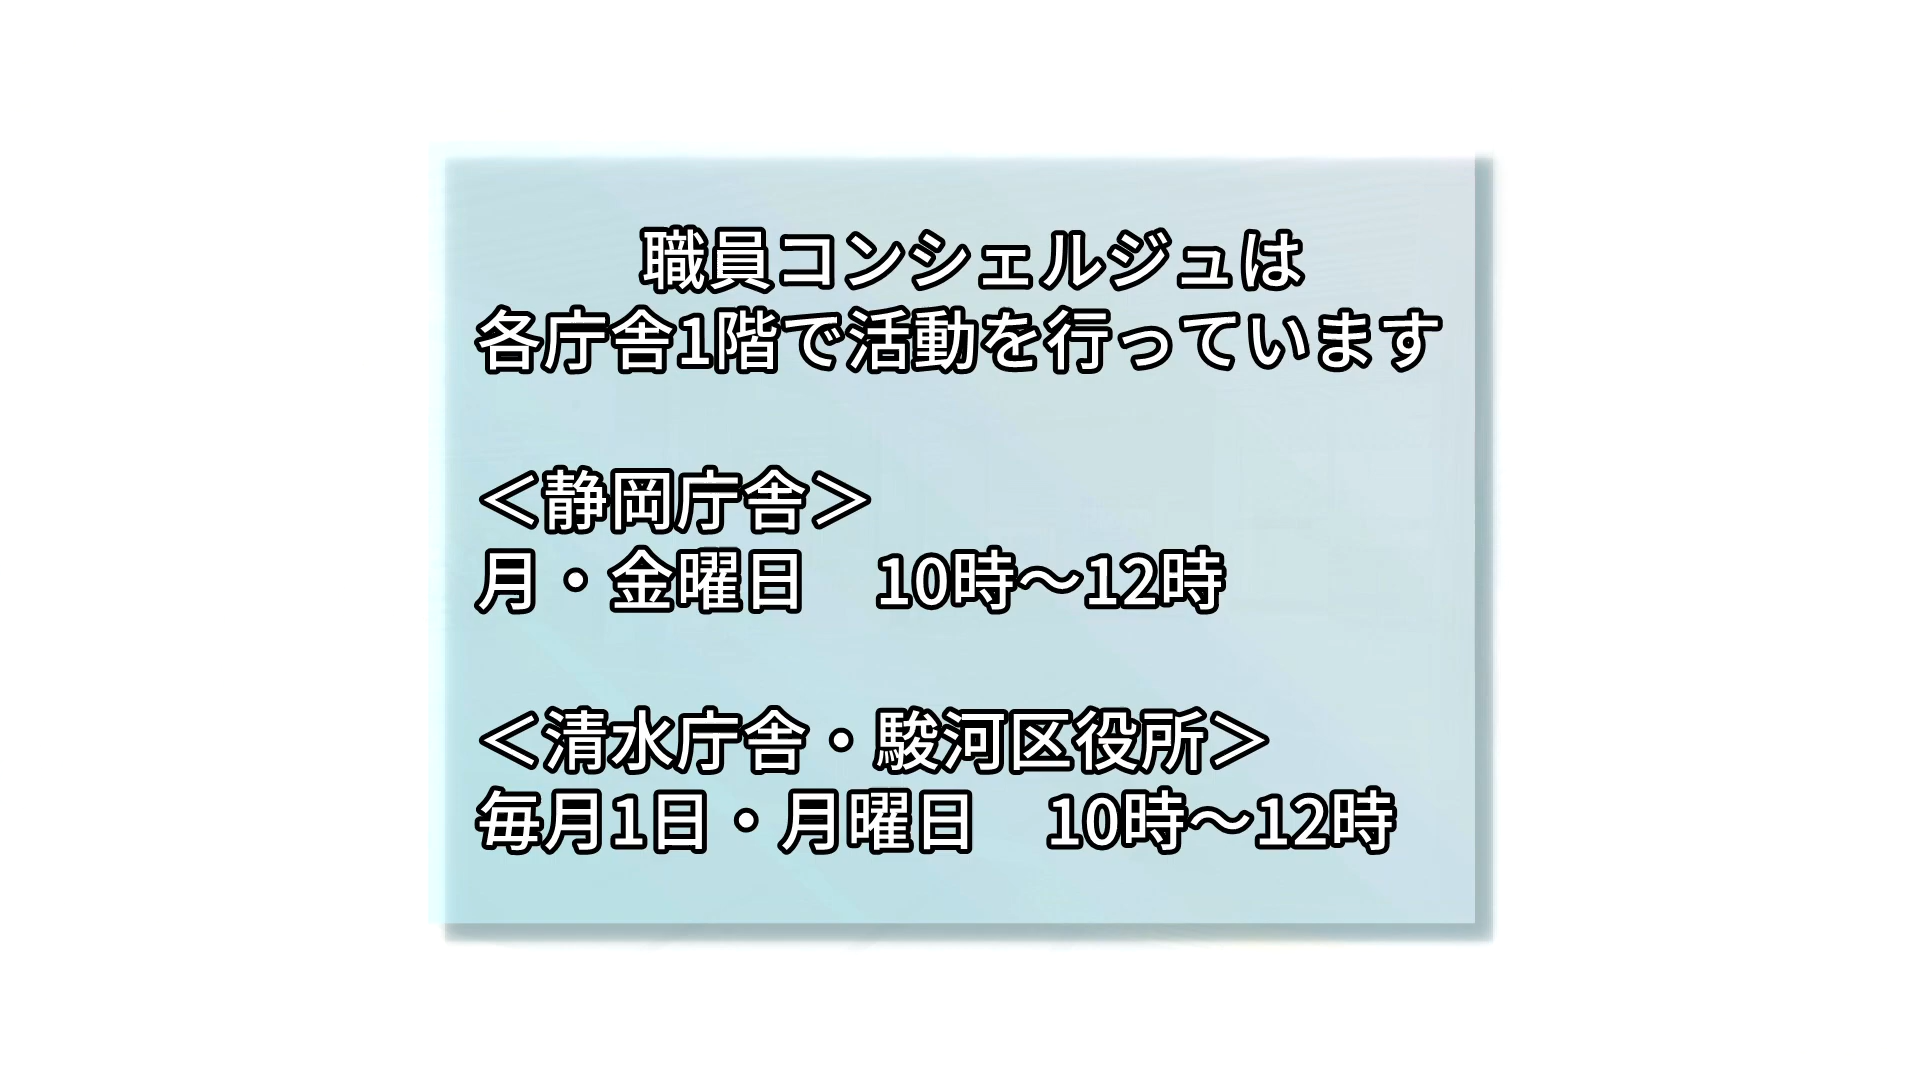 職員コンシェルジュは
各庁舎1階で活動を行っています
＜静岡庁舎＞
月・金曜日　10時～12時
＜清水庁舎・駿河区役所＞
毎月1日・月曜日　10時～12時